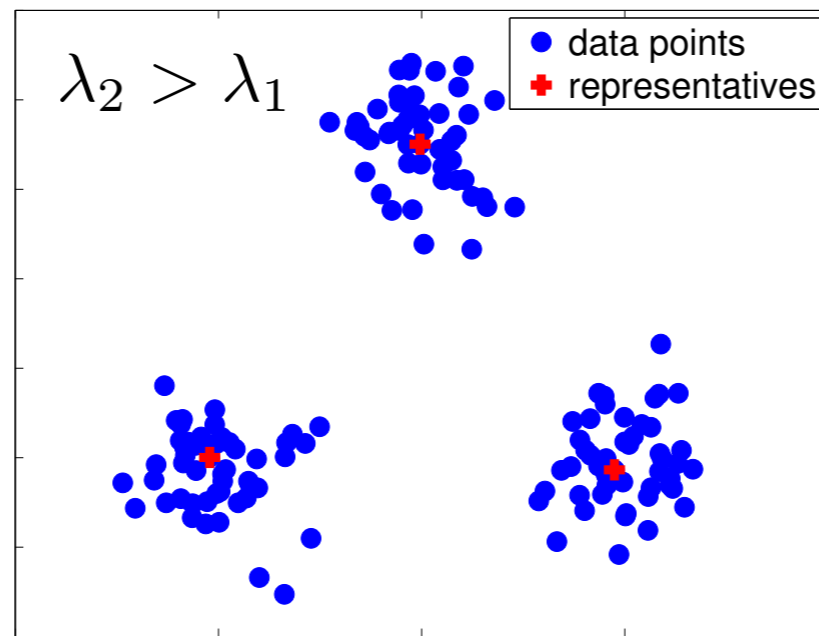 λ₂ > λ₁
data points
representatives